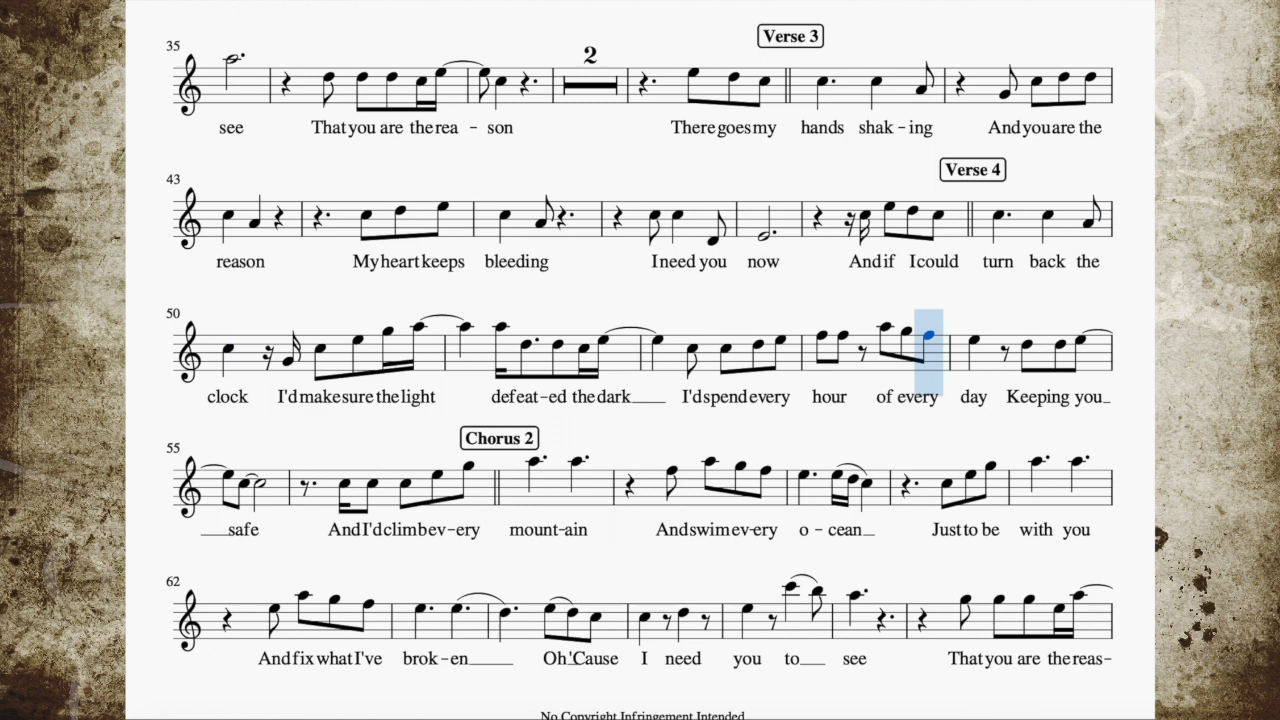 Verse 3
35
2
see That you are the rea - son There goes my hands shak - ing And you are the
Verse 4
43
reason My heart keeps bleeding I need you now And if I could turn back the
50
clock I'd make sure the light defeat-ed the dark I'd spend every hour of every day Keeping you
Chorus 2
55
safe And I'd climb ev-ery mount-ain And swim ev-ery o - cean Just to be with you
62
And fix what I've brok-en Oh 'Cause I need you to see That you are the reas-
No Copyright Infringement Intended